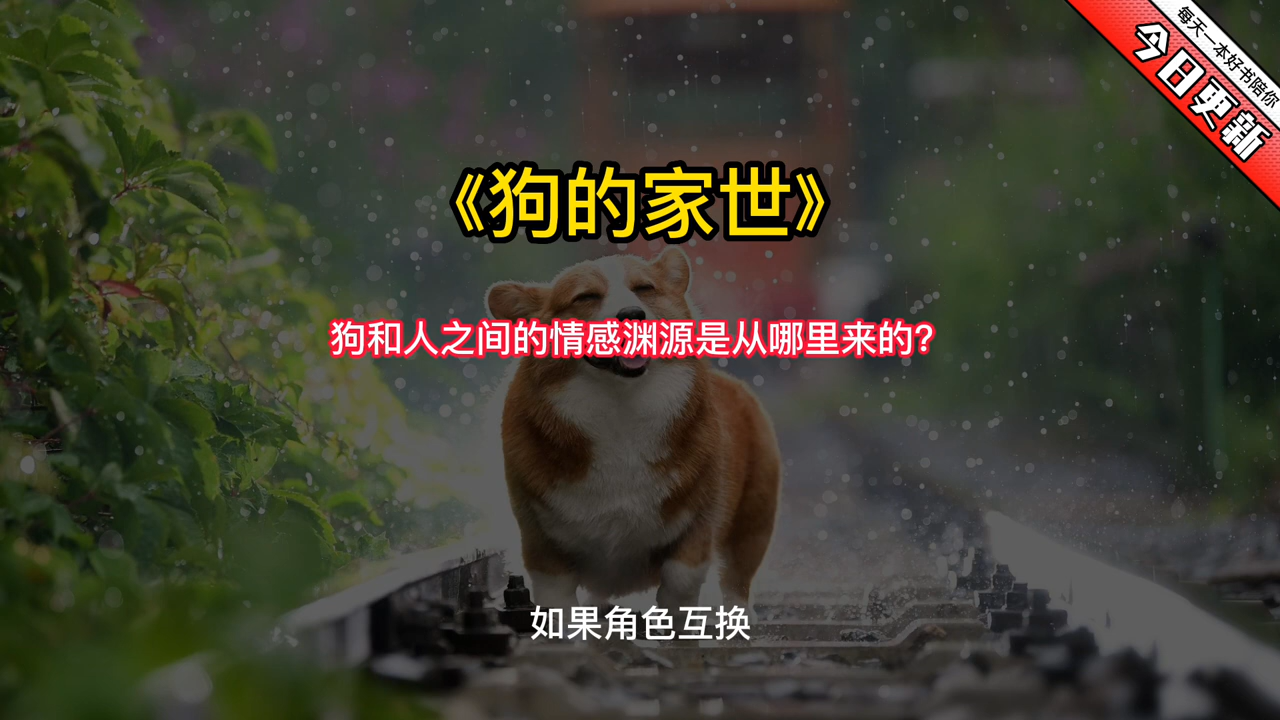 每天一本好书陪你
今日更新
《狗的家世》
狗和人之间的情感渊源是从哪里来的?
如果角色互换